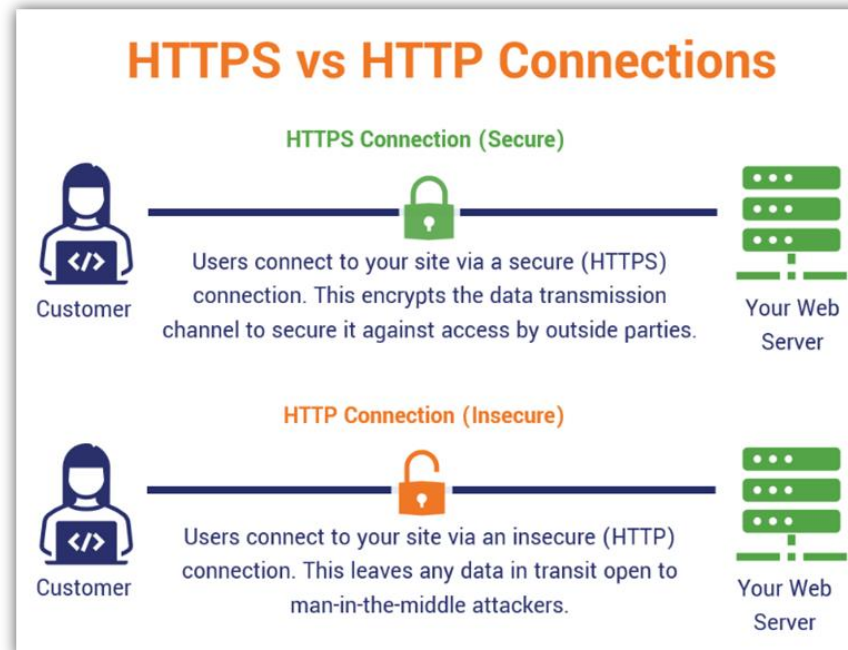 HTTPS vs HTTP Connections
HTTPS Connection (Secure)
</>
Customer
Users connect to your site via a secure (HTTPS)
connection. This encrypts the data transmission
channel to secure it against access by outside parties.
Your Web
Server
HTTP Connection (Insecure)
</>
Customer
Users connect to your site via an insecure (HTTP)
connection. This leaves any data in transit open to
man-in-the-middle attackers.
Your Web
Server